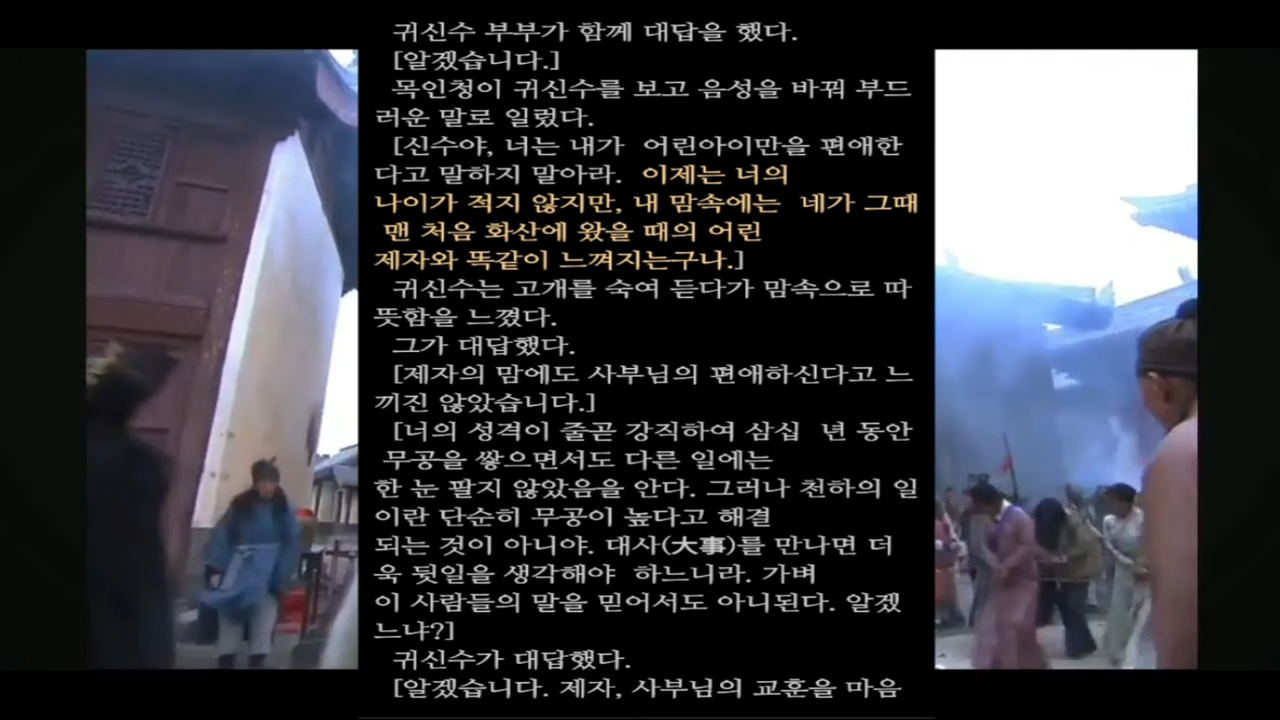 귀신수 부부가 함께 대답을 했다.
[알겠습니다.]
목인청이 귀신수를 보고 음성을 바꿔 부드
러운 말로 일렀다.
[신수야, 너는 내가 어린아이만을 편애한
다고 말하지 말아라. 이제는 너의
나이가 적지 않지만, 내 맘속에는 네가 그때
맨 처음 화산에 왔을 때의 어린
제자와 똑같이 느껴지는구나.]
귀신수는 고개를 숙여 듣다가 맘속으로 따
뜻함을 느꼈다.
그가 대답했다.
[제자의 맘에도 사부님의 편애하신다고 느
끼진 않았습니다.]
[너의 성격이 줄곧 강직하여 삼십 년 동안
무공을 쌓으면서도 다른 일에는
한 눈 팔지 않았음을 안다. 그러나 천하의 일
이란 단순히 무공이 높다고 해결
되는 것이 아니야. 대사(大事)를 만나면 더
욱 뒷일을 생각해야 하느니라. 가벼
이 사람들의 말을 믿어서도 아니된다. 알겠
느냐?]
귀신수가 대답했다.
[알겠습니다. 제자, 사부님의 교훈을 마음